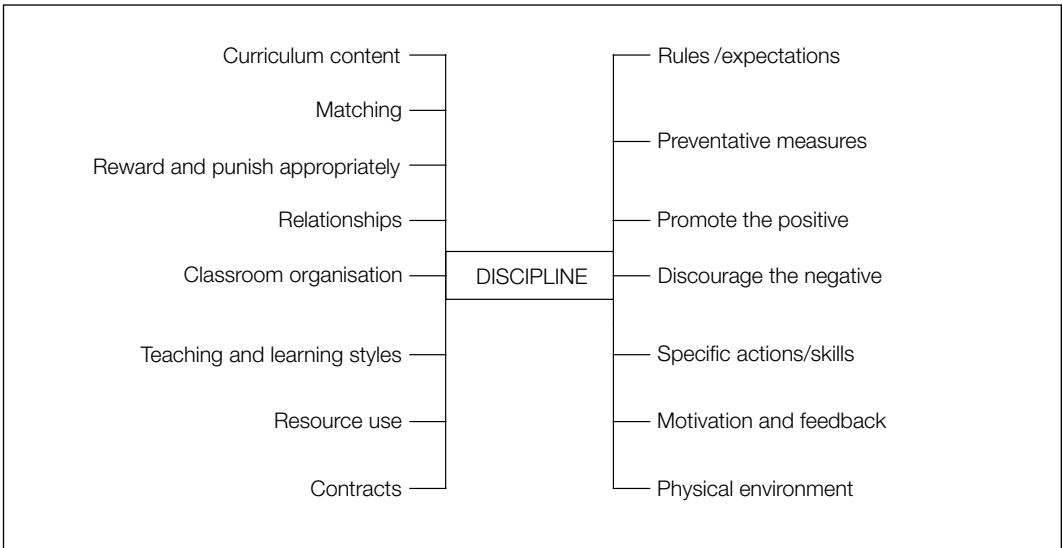 Curriculum content
Matching
Reward and punish appropriately
Relationships
Classroom organisation
Teaching and learning styles
Resource use
Contracts
DISCIPLINE
Rules /expectations
Preventative measures
Promote the positive
Discourage the negative
Specific actions/skills
Motivation and feedback
Physical environment